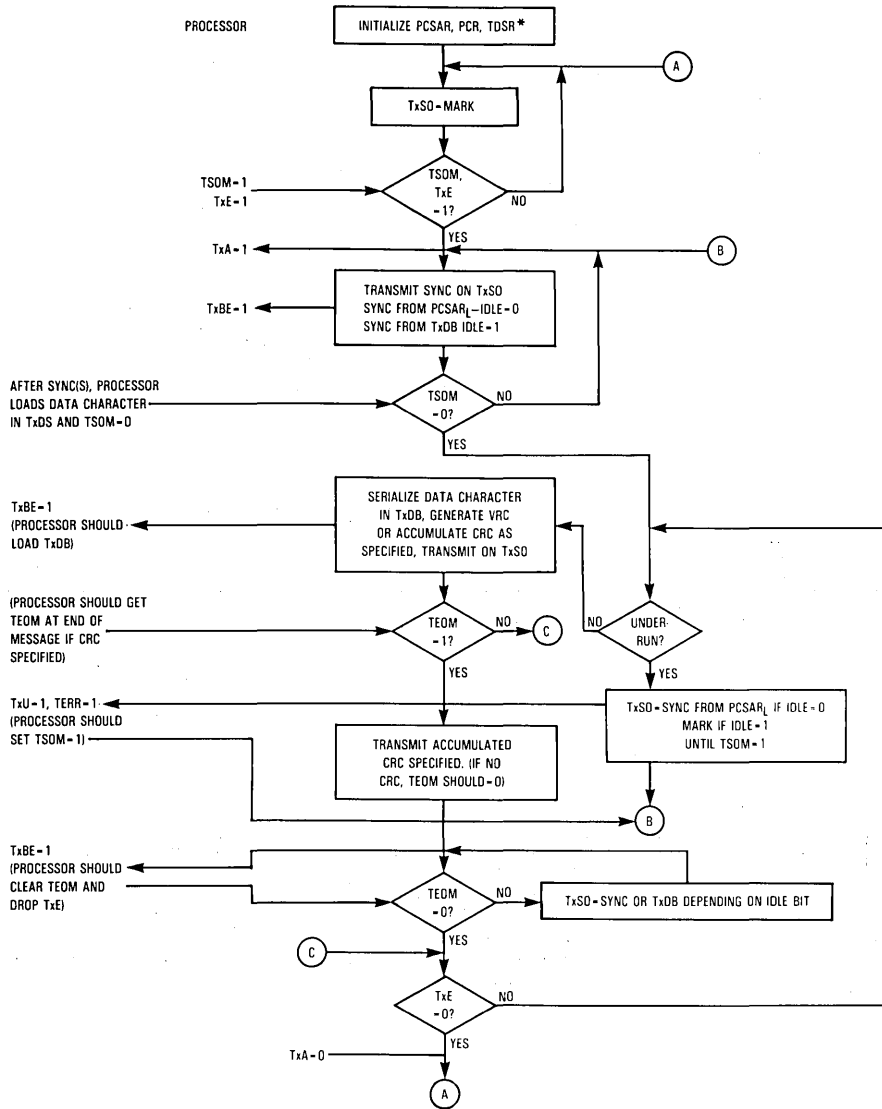 PROCESSOR
INITIALIZE PCSAR, PCR, TDSR*
A
TxSO=MARK
TSOM,
TxE
=1?
NO
TSOM=1
TxE=1
YES
TxA=1
B
TRANSMIT SYNC ON TxSO
SYNC FROM PCSARL—IDLE=0
SYNC FROM TxDB IDLE=1
TxBE=1
AFTER SYNC(S), PROCESSOR
LOADS DATA CHARACTER
IN TxDS AND TSOM=0
TSOM
=0?
NO
YES
SERIALIZE DATA CHARACTER
IN TxDB, GENERATE VRC
OR ACCUMULATE CRC AS
SPECIFIED, TRANSMIT ON TxSO
TxBE=1
(PROCESSOR SHOULD
LOAD TxDB)
(PROCESSOR SHOULD GET
TEOM AT END OF
MESSAGE IF CRC
SPECIFIED)
TEOM
=1?
NO
C
NO
UNDER-
RUN?
YES
YES
TxU=1, TERR=1
(PROCESSOR SHOULD
SET TSOM=1)
TxSO=SYNC FROM PCSARL IF IDLE=0
MARK IF IDLE=1
UNTIL TSOM=1
TRANSMIT ACCUMULATED
CRC SPECIFIED. (IF NO
CRC, TEOM SHOULD=0)
B
TxBE=1
(PROCESSOR SHOULD
CLEAR TEOM AND
DROP TxE)
TEOM
=0?
NO
TxSO=SYNC OR TxDB DEPENDING ON IDLE BIT
YES
C
TxE
=0?
NO
YES
TxA=0
A